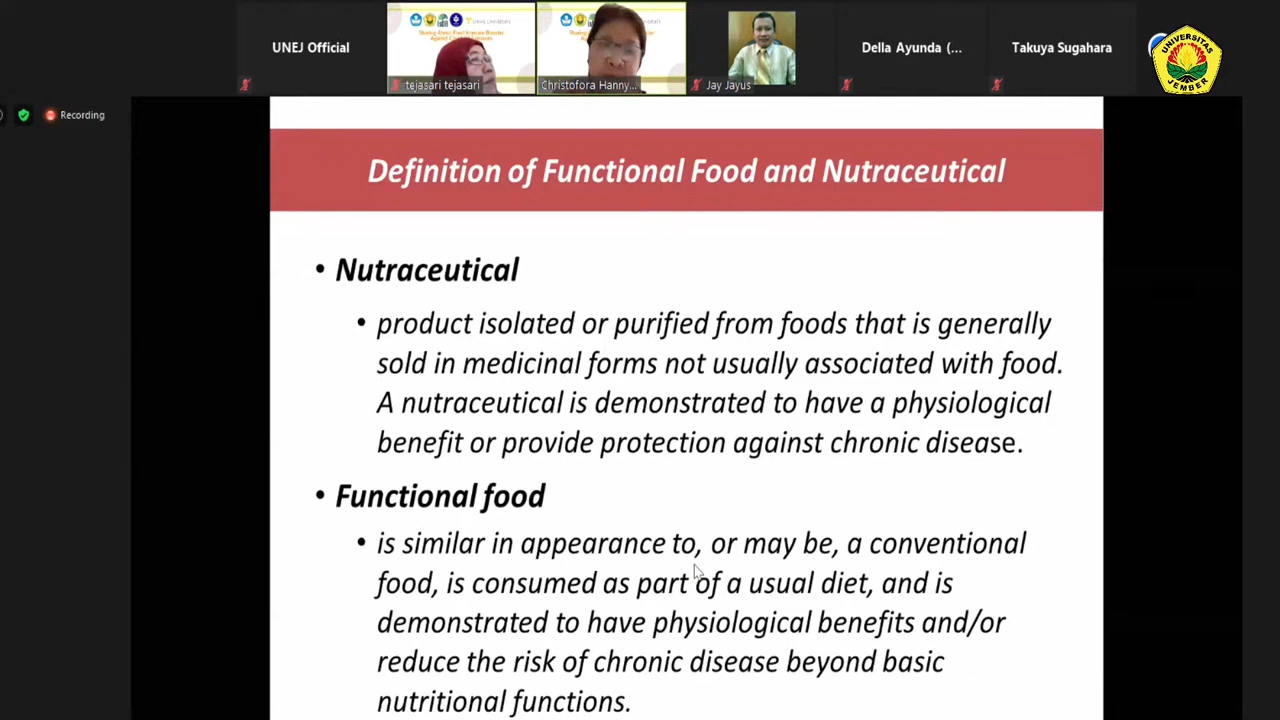 UNEJ Official
tejasari tejasari
Christofora Hanny...
Jay Jayus
Della Ayunda (...
Takuya Sugahara
UNIVERSITAS
JEMBER
Recording
Definition of Functional Food and Nutraceutical
• Nutraceutical
• product isolated or purified from foods that is generally
sold in medicinal forms not usually associated with food.
A nutraceutical is demonstrated to have a physiological
benefit or provide protection against chronic disease.
• Functional food
• is similar in appearance to, or may be, a conventional
food, is consumed as part of a usual diet, and is
demonstrated to have physiological benefits and/or
reduce the risk of chronic disease beyond basic
nutritional functions.